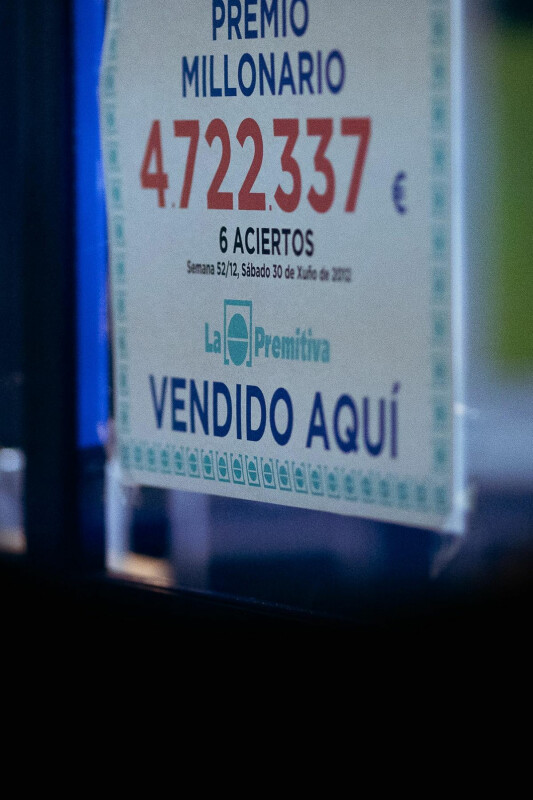 PREMIO
MILLONARIO
4.722.337 €
6 ACIERTOS
Semana 52/12, Sábado 30 de Xuño de 2012
La Premitiva
VENDIDO AQUÍ